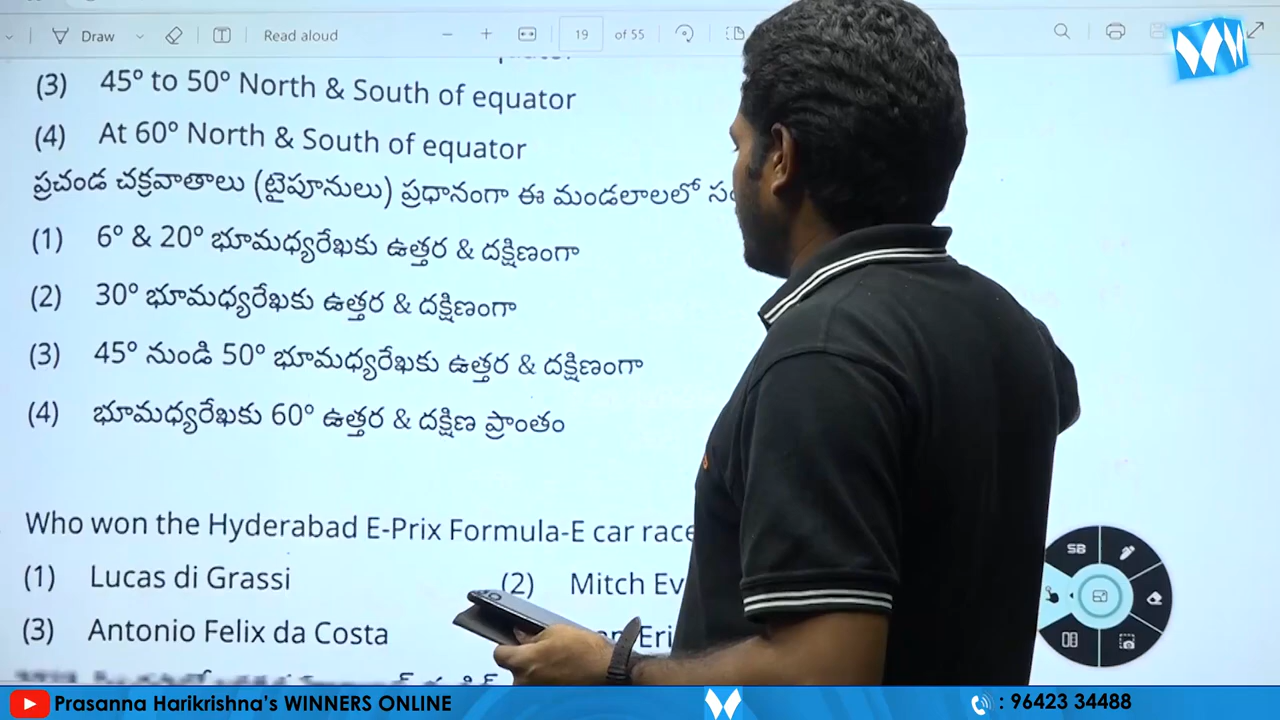 Draw
Read aloud
19 of 55
(3) 45° to 50° North & South of equator
(4) At 60° North & South of equator
ప్రచండ చక్రవాతాలు (టైపూనులు) ప్రధానంగా ఈ మండలాలలో
(1) 6° & 20° భూమధ్యరేఖకు ఉత్తర & దక్షిణంగా
(2) 30° భూమధ్యరేఖకు ఉత్తర & దక్షిణంగా
(3) 45° నుండి 50° భూమధ్యరేఖకు ఉత్తర & దక్షిణంగా
(4) భూమధ్యరేఖకు 60° ఉత్తర & దక్షిణ ప్రాంతం
Who won the Hyderabad E-Prix Formula-E car race
(1) Lucas di Grassi (2) Mitch
(3) Antonio Felix da Costa
SB
Prasanna Harikrishna's WINNERS ONLINE : 96423 34488